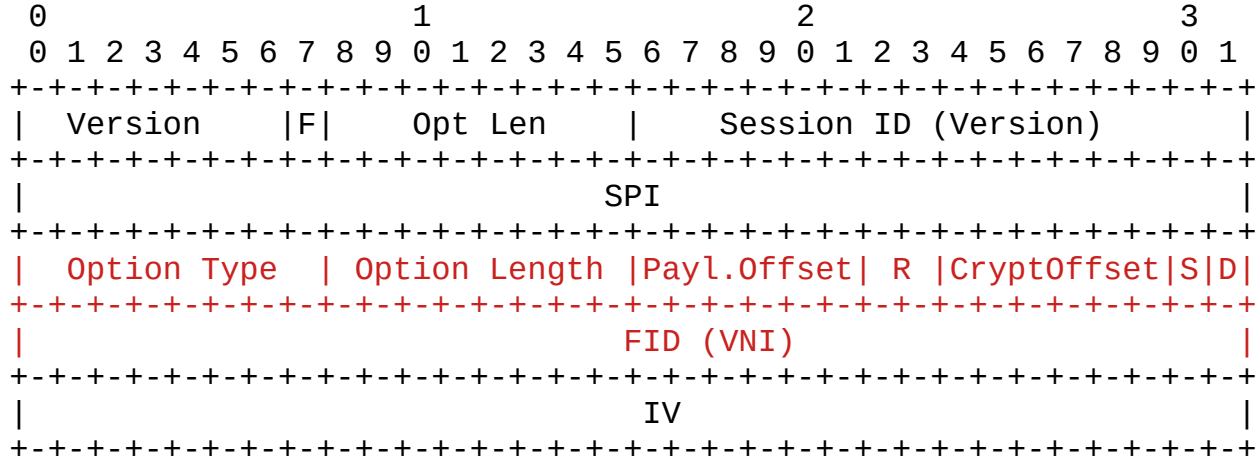 0                   1                   2                   3
 0 1 2 3 4 5 6 7 8 9 0 1 2 3 4 5 6 7 8 9 0 1 2 3 4 5 6 7 8 9 0 1
+-+-+-+-+-+-+-+-+-+-+-+-+-+-+-+-+-+-+-+-+-+-+-+-+-+-+-+-+-+-+-+-+
|  Version    |F|    Opt Len    |    Session ID (Version)       |
+-+-+-+-+-+-+-+-+-+-+-+-+-+-+-+-+-+-+-+-+-+-+-+-+-+-+-+-+-+-+-+-+
|                              SPI                              |
+-+-+-+-+-+-+-+-+-+-+-+-+-+-+-+-+-+-+-+-+-+-+-+-+-+-+-+-+-+-+-+-+
|  Option Type  | Option Length |Payl.Offset| R |CryptOffset|S|D|
+-+-+-+-+-+-+-+-+-+-+-+-+-+-+-+-+-+-+-+-+-+-+-+-+-+-+-+-+-+-+-+-+
|                               FID (VNI)                       |
+-+-+-+-+-+-+-+-+-+-+-+-+-+-+-+-+-+-+-+-+-+-+-+-+-+-+-+-+-+-+-+-+
|                                IV                             |
+-+-+-+-+-+-+-+-+-+-+-+-+-+-+-+-+-+-+-+-+-+-+-+-+-+-+-+-+-+-+-+-+